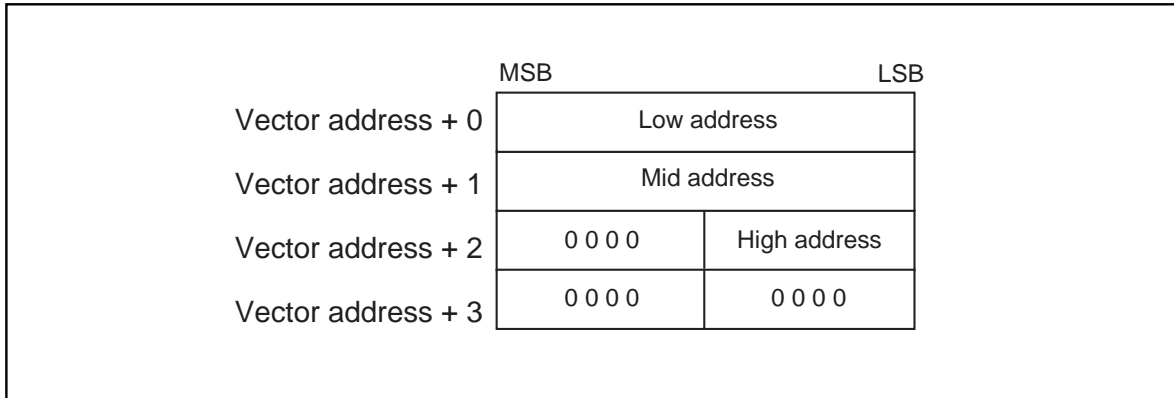 MSB LSB
Vector address + 0 Low address
Vector address + 1 Mid address
Vector address + 2 0 0 0 0 High address
Vector address + 3 0 0 0 0 0 0 0 0